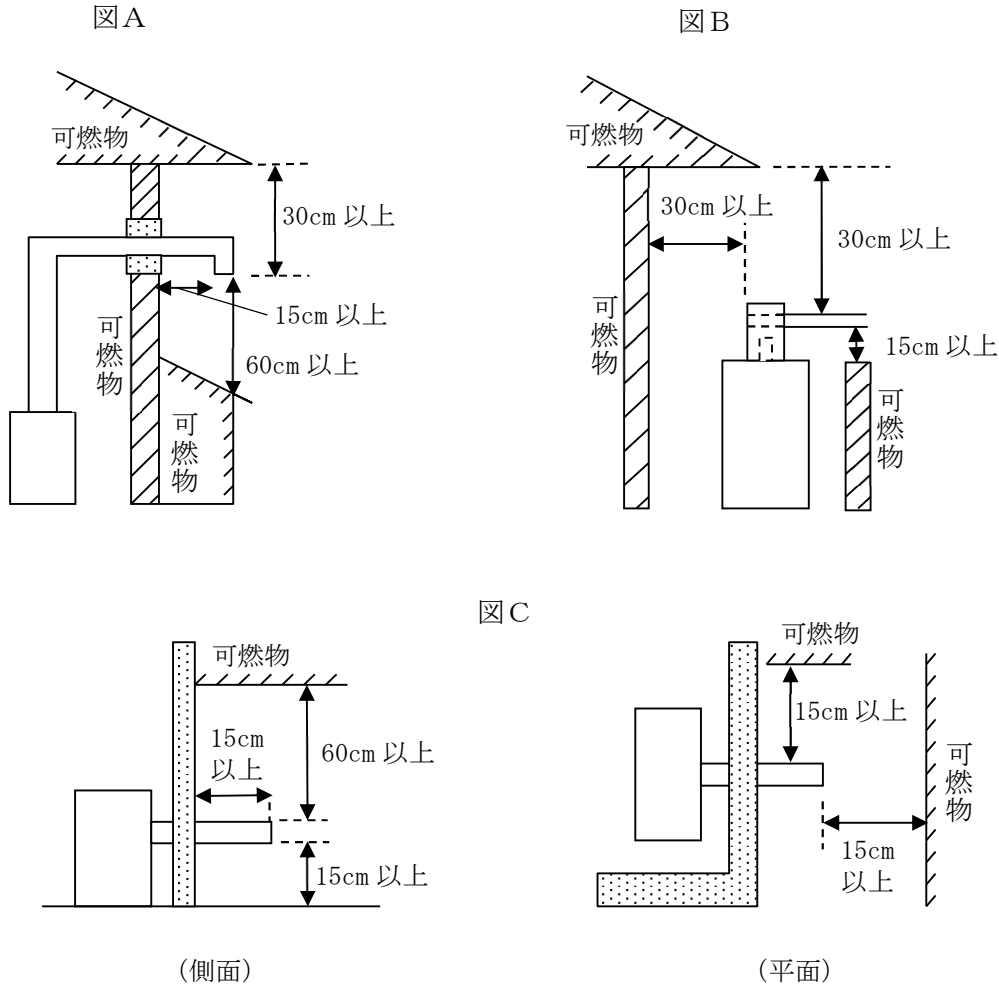 図A
可燃物
30cm 以上
15cm 以上
60cm 以上
可燃物
可燃物
図B
可燃物
30cm 以上
30cm 以上
15cm 以上
可燃物
可燃物
図C
可燃物
15cm
以上
60cm 以上
15cm 以上
(側面)
可燃物
15cm 以上
可燃物
15cm
以上
(平面)